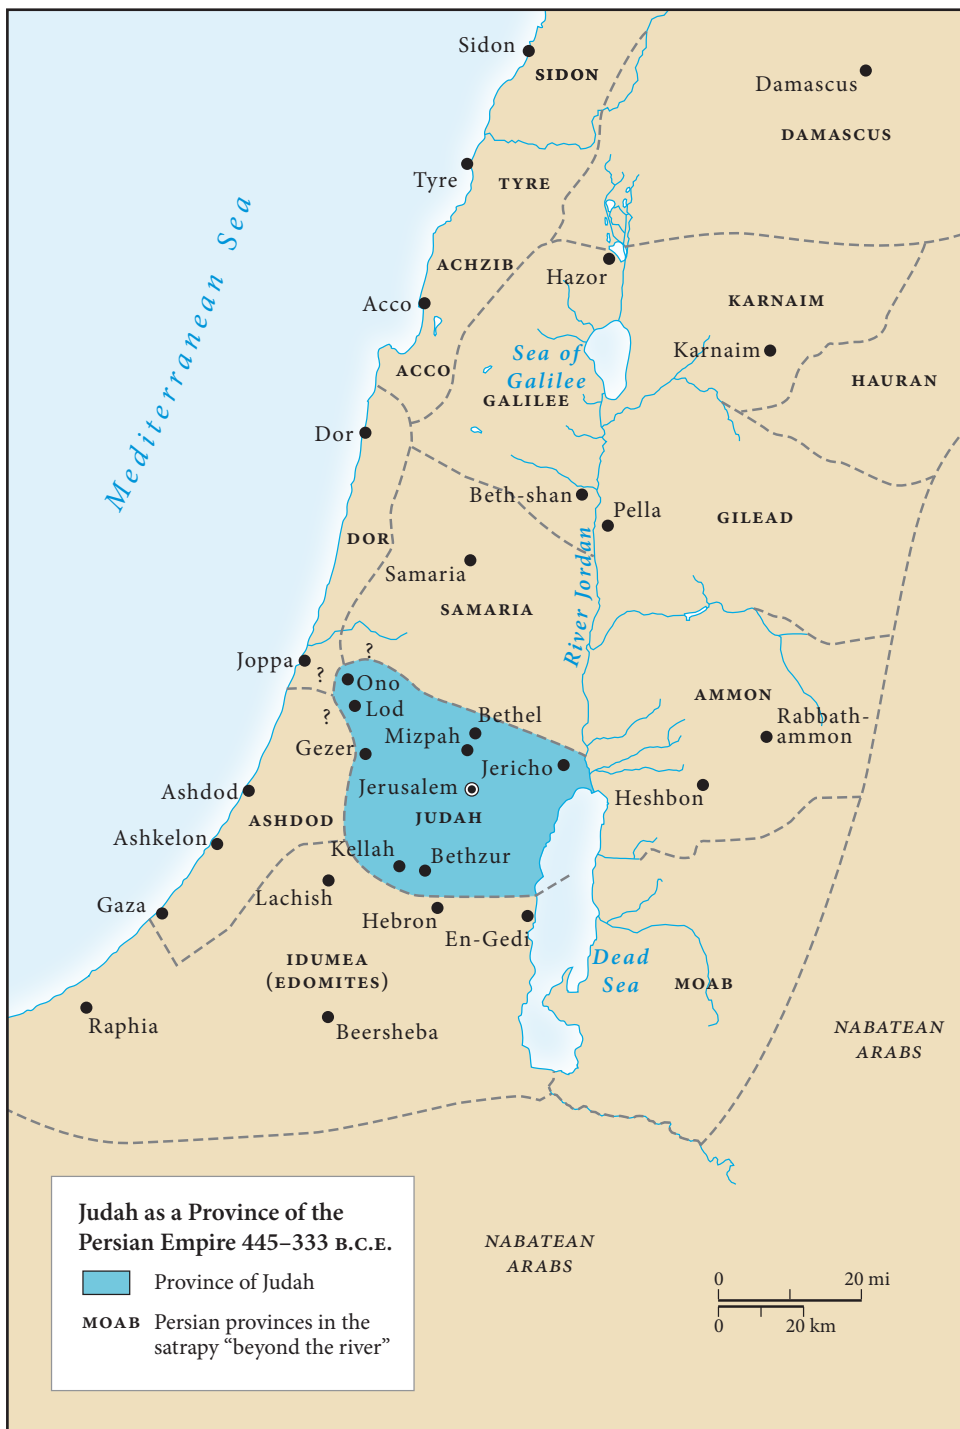 Sidon
SIDON
Damascus
DAMASCUS
Tyre
TYRE
Mediterranean Sea
ACHZIB
Hazor
Acco
KARNAIM
Karnaim
Sea of
Galilee
ACCO
HAURAN
GALILEE
Dor
Beth-shan
Pella
GILEAD
DOR
Samaria
River Jordan
SAMARIA
?
Joppa
?
Ono
AMMON
Lod
?
Bethel
Rabbath-
ammon
Mizpah
Gezer
Jericho
Jerusalem
Heshbon
Ashdod
ASHDOD
JUDAH
Ashkelon
Kellah
Bethzur
Lachish
Gaza
Hebron
En-Gedi
IDUMEA
(EDOMITES)
Dead
Sea
MOAB
Raphia
Beersheba
NABATEAN
ARABS
Judah as a Province of the
Persian Empire 445–333 B.C.E.
Province of Judah
MOAB Persian provinces in the
satrapy “beyond the river”
NABATEAN
ARABS
0 20 mi
0 20 km